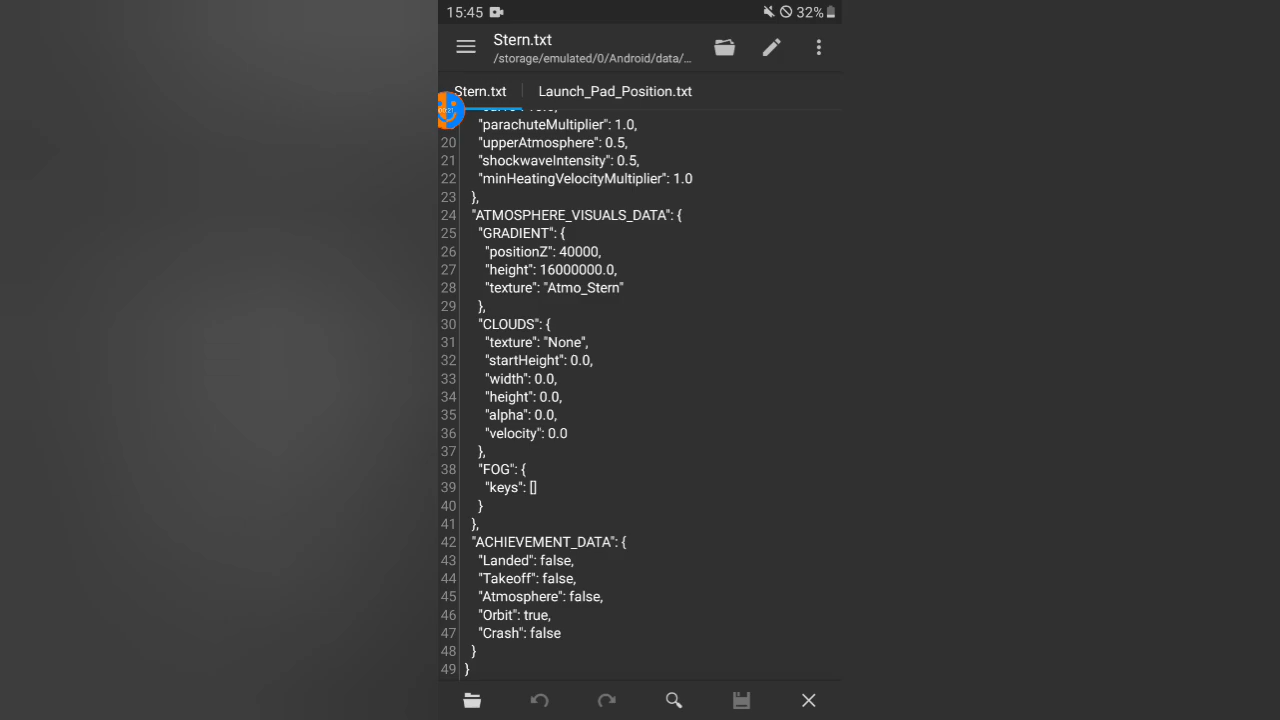 15:45
32%
Stern.txt
/storage/emulated/0/Android/data/...
Stern.txt
Launch_Pad_Position.txt
"parachuteMultiplier": 1.0,
20 "upperAtmosphere": 0.5,
21 "shockwaveIntensity": 0.5,
22 "minHeatingVelocityMultiplier": 1.0
23 },
24 "ATMOSPHERE_VISUALS_DATA": {
25 "GRADIENT": {
26 "positionZ": 40000,
27 "height": 16000000.0,
28 "texture": "Atmo_Stern"
29 },
30 "CLOUDS": {
31 "texture": "None",
32 "startHeight": 0.0,
33 "width": 0.0,
34 "height": 0.0,
35 "alpha": 0.0,
36 "velocity": 0.0
37 },
38 "FOG": {
39 "keys": []
40 }
41 },
42 "ACHIEVEMENT_DATA": {
43 "Landed": false,
44 "Takeoff": false,
45 "Atmosphere": false,
46 "Orbit": true,
47 "Crash": false
48 }
49 }